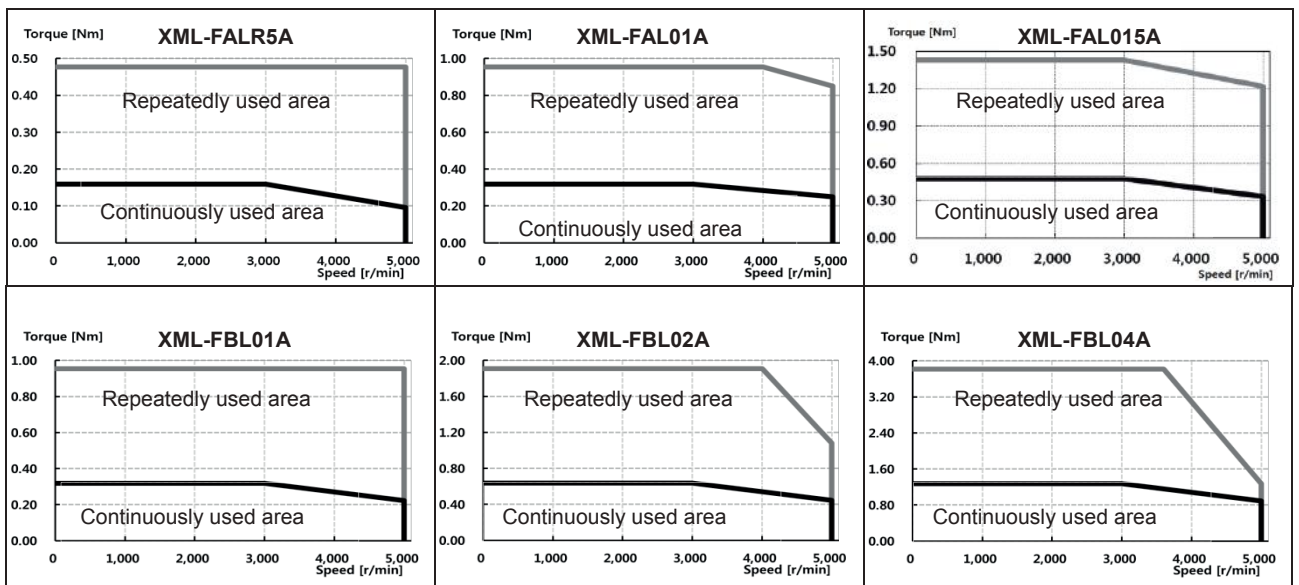 Torque [Nm] XML-FALR5A
0.50
0.40
Repeatedly used area
0.30
0.20
0.10
Continuously used area
0.00
0 1,000 2,000 3,000 4,000 5,000
Speed [r/min]
Torque [Nm] XML-FAL01A
1.00
0.80
Repeatedly used area
0.60
0.40
0.20
Continuously used area
0.00
0 1,000 2,000 3,000 4,000 5,000
Speed [r/min]
Torque [Nm] XML-FAL015A
1.50
1.20
Repeatedly used area
0.90
0.60
0.30
Continuously used area
0.00
0 1,000 2,000 3,000 4,000 5,000
Speed [r/min]
Torque [Nm] XML-FBL01A
1.00
0.80
Repeatedly used area
0.60
0.40
0.20
Continuously used area
0.00
0 1,000 2,000 3,000 4,000 5,000
Speed [r/min]
Torque [Nm] XML-FBL02A
2.00
1.60
Repeatedly used area
1.20
0.80
0.40
Continuously used area
0.00
0 1,000 2,000 3,000 4,000 5,000
Speed [r/min]
Torque [Nm] XML-FBL04A
4.00
3.20
Repeatedly used area
2.40
1.60
0.80
Continuously used area
0.00
0 1,000 2,000 3,000 4,000 5,000
Speed [r/min]